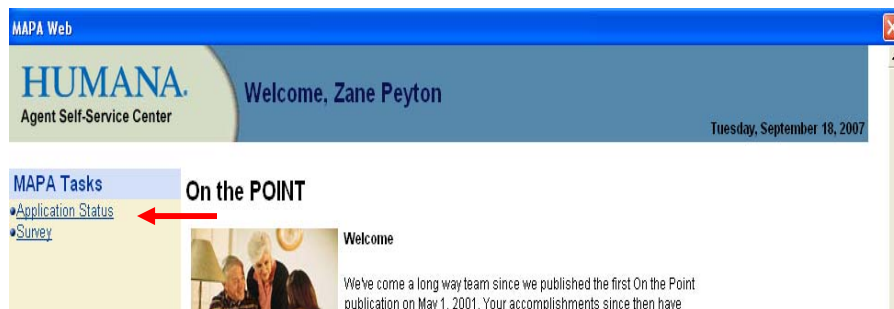 MAPA Web
HUMANA.
Agent Self-Service Center
Welcome, Zane Peyton
Tuesday, September 18, 2007
MAPA Tasks
Application Status
Survey
On the POINT
Welcome
We've come a long way team since we published the first On the Point
publication on May 1, 2001. Your accomplishments since then have